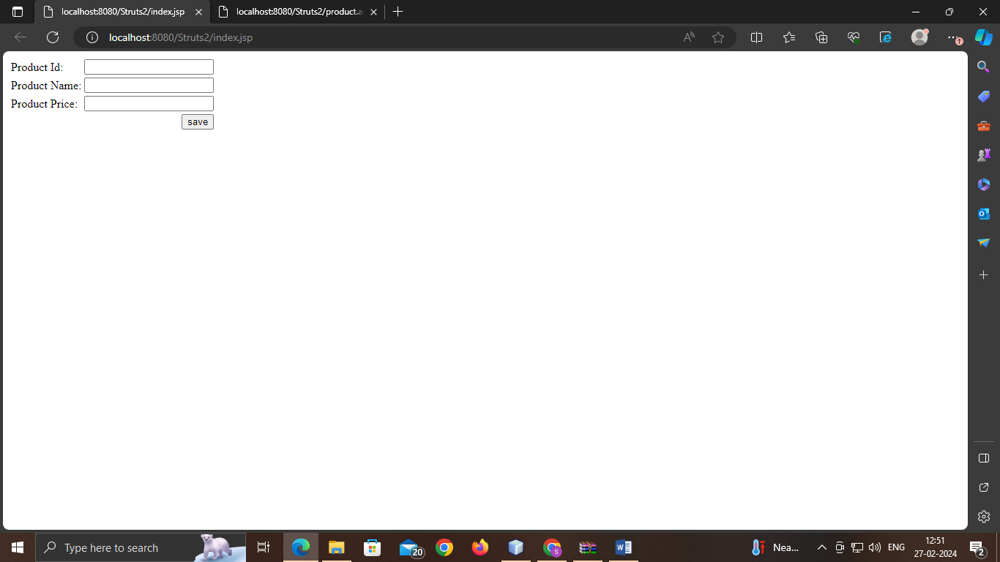 localhost:8080/Struts2/index.jsp
localhost:8080/Struts2/product.a
localhost:8080/Struts2/index.jsp
Product Id:
Product Name:
Product Price:
save
Type here to search
20
S
W
Nea...
ENG
12:51
27-02-2024
2